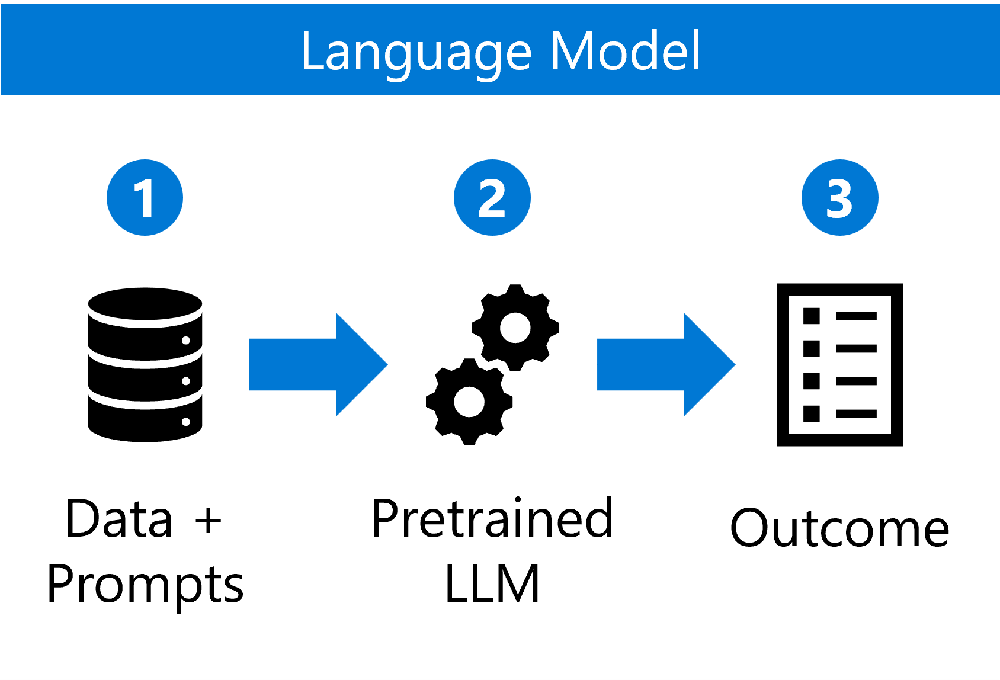 Language Model
1
2
3
Data +
Prompts
Pretrained
LLM
Outcome